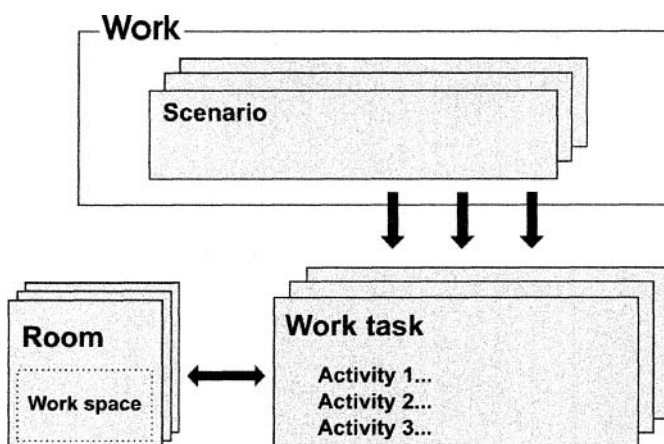 Work
Scenario
Room
Work space
Work task
Activity 1...
Activity 2...
Activity 3...